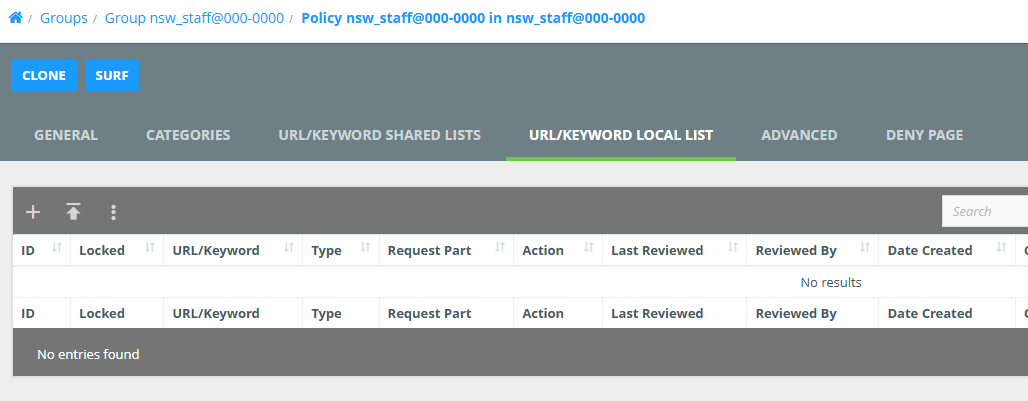 / Groups / Group nsw_staff@000-0000 / Policy nsw_staff@000-0000 in nsw_staff@000-0000
CLONE SURF
GENERAL CATEGORIES URL/KEYWORD SHARED LISTS URL/KEYWORD LOCAL LIST ADVANCED DENY PAGE
Search
ID Locked URL/Keyword Type Request Part Action Last Reviewed Reviewed By Date Created
No results
ID Locked URL/Keyword Type Request Part Action Last Reviewed Reviewed By Date Created
No entries found